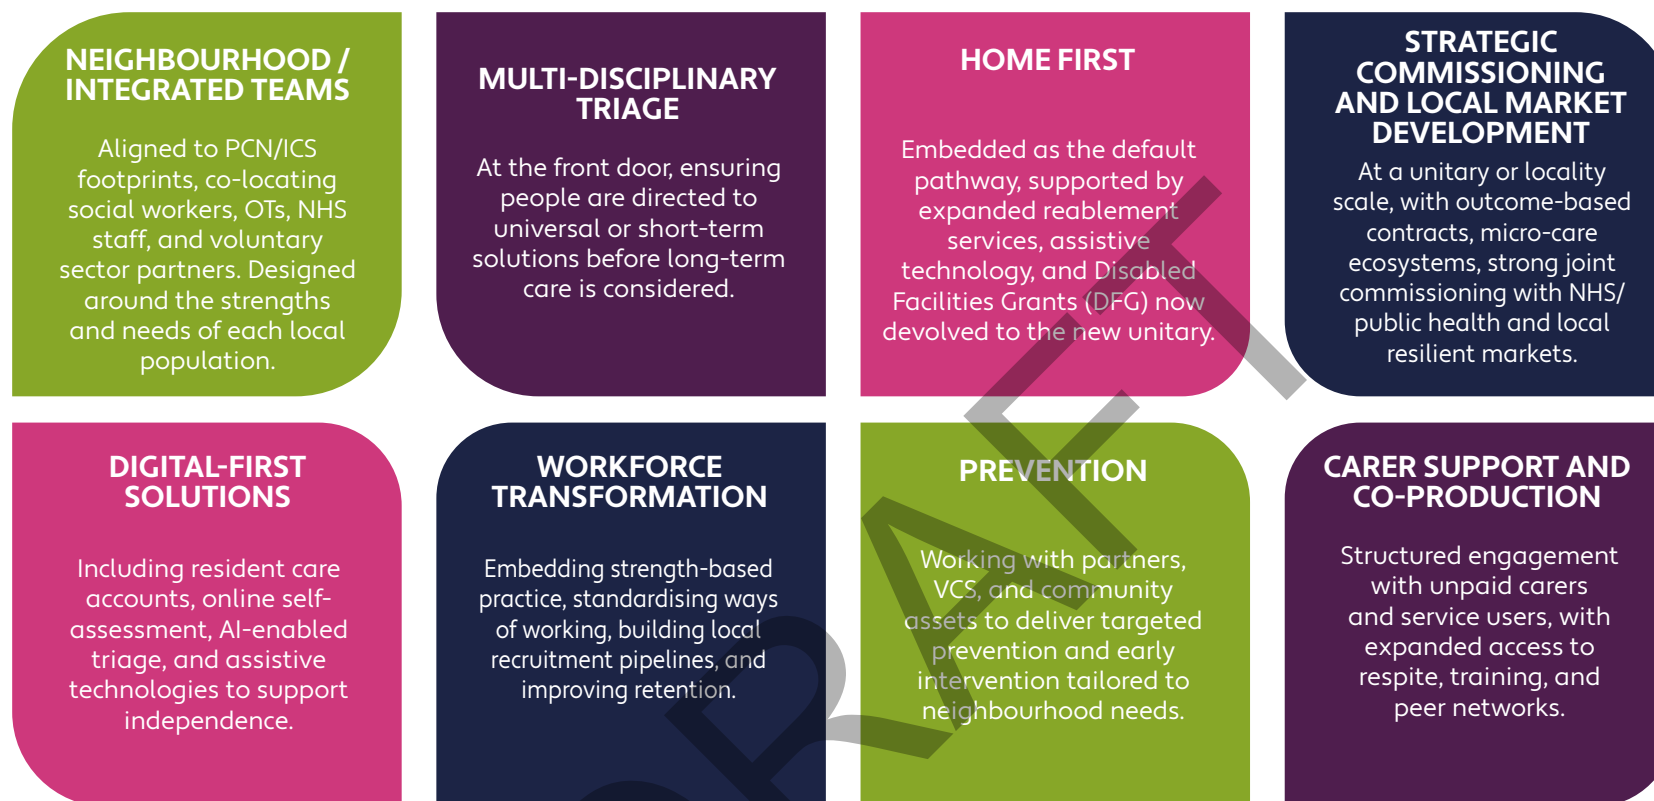 NEIGHBOURHOOD /
INTEGRATED TEAMS
Aligned to PCN/ICS
footprints, co-locating
social workers, OTs, NHS
staff, and voluntary
sector partners. Designed
around the strengths
and needs of each local
population.
MULTI-DISCIPLINARY
TRIAGE
At the front door, ensuring
people are directed to
universal or short-term
solutions before long-term
care is considered.
HOME FIRST
Embedded as the default
pathway, supported by
expanded reablement
services, assistive
technology, and Disabled
Facilities Grants (DFG) now
devolved to the new unitary.
STRATEGIC
COMMISSIONING
AND LOCAL MARKET
DEVELOPMENT
At a unitary or locality
scale, with outcome-based
contracts, micro-care
ecosystems, strong joint
commissioning with NHS/
public health and local
resilient markets.
DIGITAL-FIRST
SOLUTIONS
Including resident care
accounts, online self-
assessment, AI-enabled
triage, and assistive
technologies to support
independence.
WORKFORCE
TRANSFORMATION
Embedding strength-based
practice, standardising ways
of working, building local
recruitment pipelines, and
improving retention.
PREVENTION
Working with partners,
VCS, and community
assets to deliver targeted
prevention and early
intervention tailored to
neighbourhood needs.
CARER SUPPORT AND
CO-PRODUCTION
Structured engagement
with unpaid carers
and service users, with
expanded access to
respite, training, and
peer networks.
DRAFT